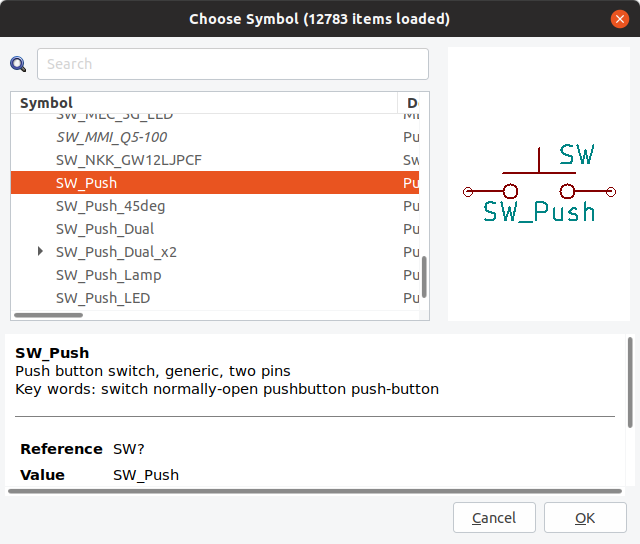 Choose Symbol (12783 items loaded)
Search
Symbol D
SW_MEC_5G_LED
SW_MMI_Q5-100 Pu
SW_NKK_GW12LJPCF Sw
SW_Push Pu
SW_Push_45deg Pu
SW_Push_Dual Pu
SW_Push_Dual_x2 Pu
SW_Push_Lamp Pu
SW_Push_LED Pu
SW
SW_Push
SW_Push
Push button switch, generic, two pins
Key words: switch normally-open pushbutton push-button
Reference SW?
Value SW_Push
Cancel OK